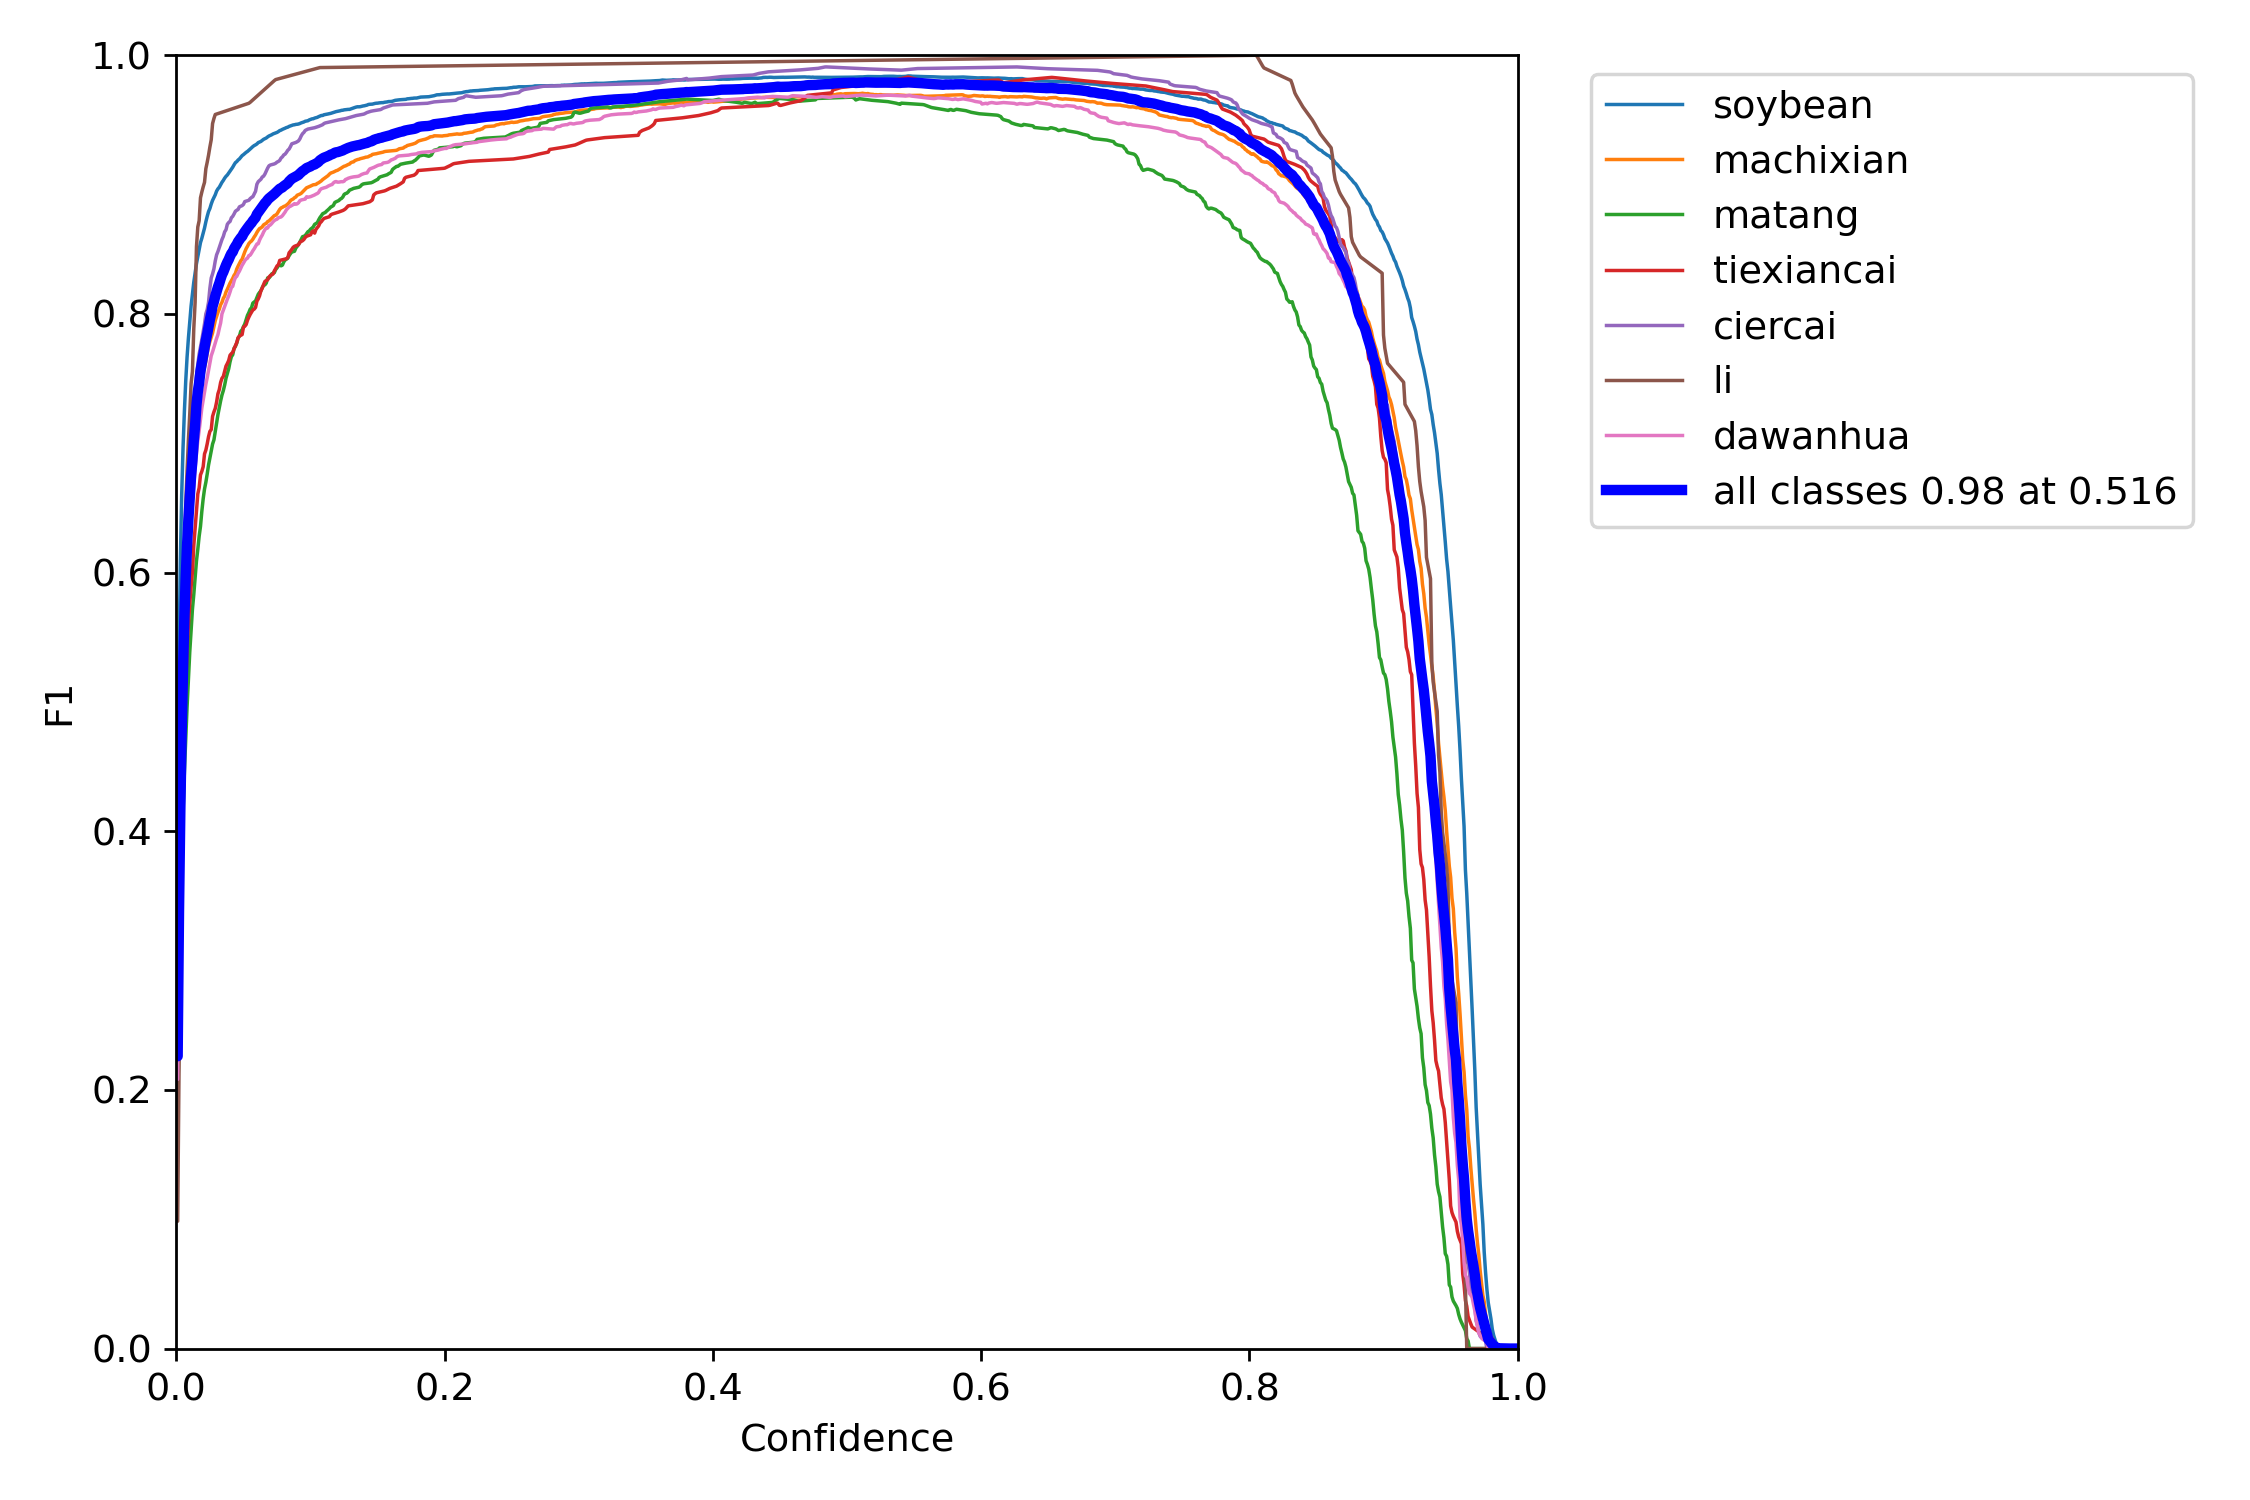 1.0
0.8
0.6
0.4
0.2
0.0
F1
0.0 0.2 0.4 0.6 0.8 1.0
Confidence
soybean
machixian
matang
tiexiancai
ciercai
li
dawanhua
all classes 0.98 at 0.516